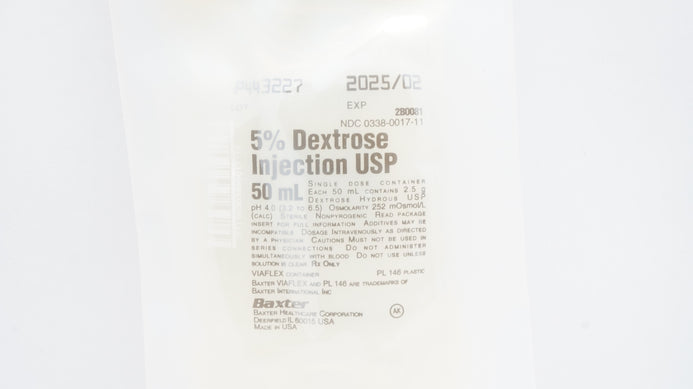 P443227 2025/02
LOT EXP
2B0081
NDC 0338-0017-11
5% Dextrose
Injection USP
50 mL SINGLE DOSE CONTAINER
EACH 50 mL CONTAINS 2.5 g
DEXTROSE HYDROUS USP
pH 4.0 (3.2 TO 6.5) OSMOLARITY 252 mOsmol/L
(CALC) STERILE NONPYROGENIC READ PACKAGE
INSERT FOR FULL INFORMATION ADDITIVES MAY BE
INCOMPATIBLE DOSAGE INTRAVENOUSLY AS DIRECTED
BY A PHYSICIAN CAUTIONS MUST NOT BE USED IN
SERIES CONNECTIONS DO NOT ADMINISTER
SIMULTANEOUSLY WITH BLOOD DO NOT USE UNLESS
SOLUTION IS CLEAR RX ONLY
VIAFLEX CONTAINER PL 146 PLASTIC
BAXTER VIAFLEX AND PL 146 ARE TRADEMARKS OF
BAXTER INTERNATIONAL INC
Baxter
BAXTER HEALTHCARE CORPORATION
DEERFIELD IL 60015 USA
MADE IN USA
AK